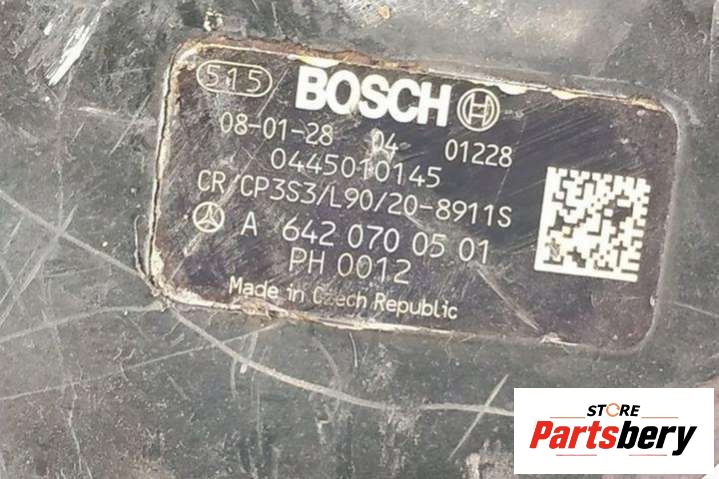 515 BOSCH
08-01-28 04 01228
0445010145
CR/CP3S3/L90/20-8911S
A 642 070 05 01
PH 0012
Made in Czech Republic
STORE
Partsbery